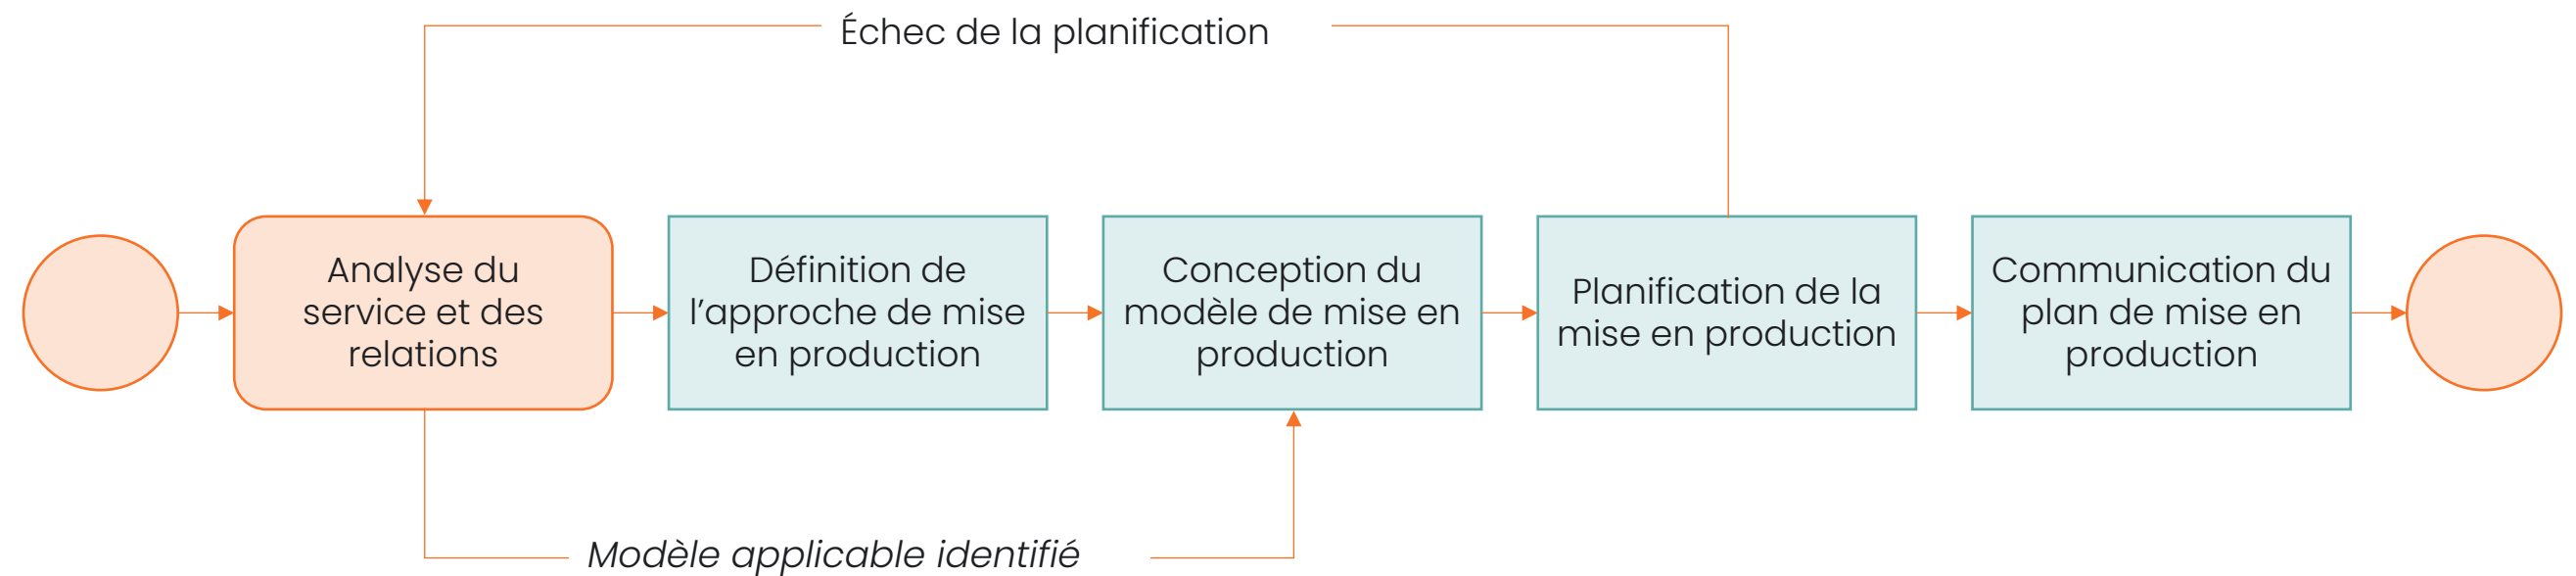 Échec de la planification
Analyse du
service et des
relations
Définition de
l’approche de mise
en production
Conception du
modèle de mise en
production
Planification de la
mise en production
Communication du
plan de mise en
production
Modèle applicable identifié